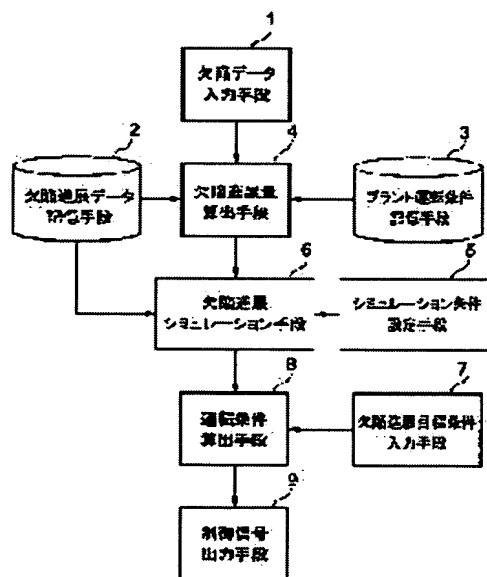 1
欠陥データ
入力手段
2
4
3
欠陥進展データ
記憶手段
欠陥進展量
算出手段
プラント運転条件
記憶手段
6
5
欠陥進展
シミュレーション手段
シミュレーション条件
設定手段
8
7
運転条件
算出手段
欠陥進展目標条件
入力手段
9
制御信号
出力手段